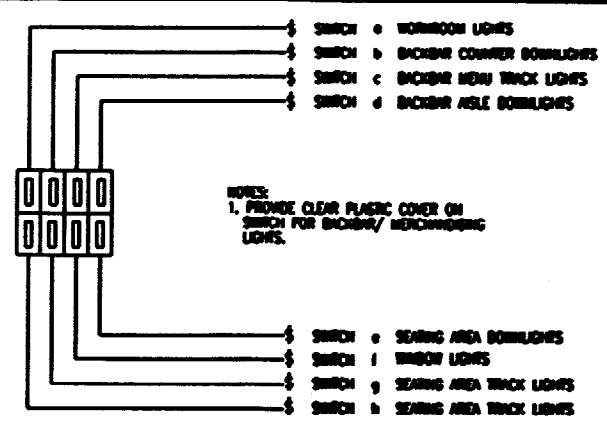 $ SWITCH a WORKROOM LIGHTS
$ SWITCH b BACKBAR COUNTER DOWNLIGHTS
$ SWITCH c BACKBAR MENU TRACK LIGHTS
$ SWITCH d BACKBAR AISLE DOWNLIGHTS
NOTES:
1. PROVIDE CLEAR PLASTIC COVER ON
SWITCH FOR BACKBAR/ MERCHANDISING
LIGHTS.
$ SWITCH e SEATING AREA DOWNLIGHTS
$ SWITCH f WINDOW LIGHTS
$ SWITCH g SEATING AREA TRACK LIGHTS
$ SWITCH h SEATING AREA TRACK LIGHTS